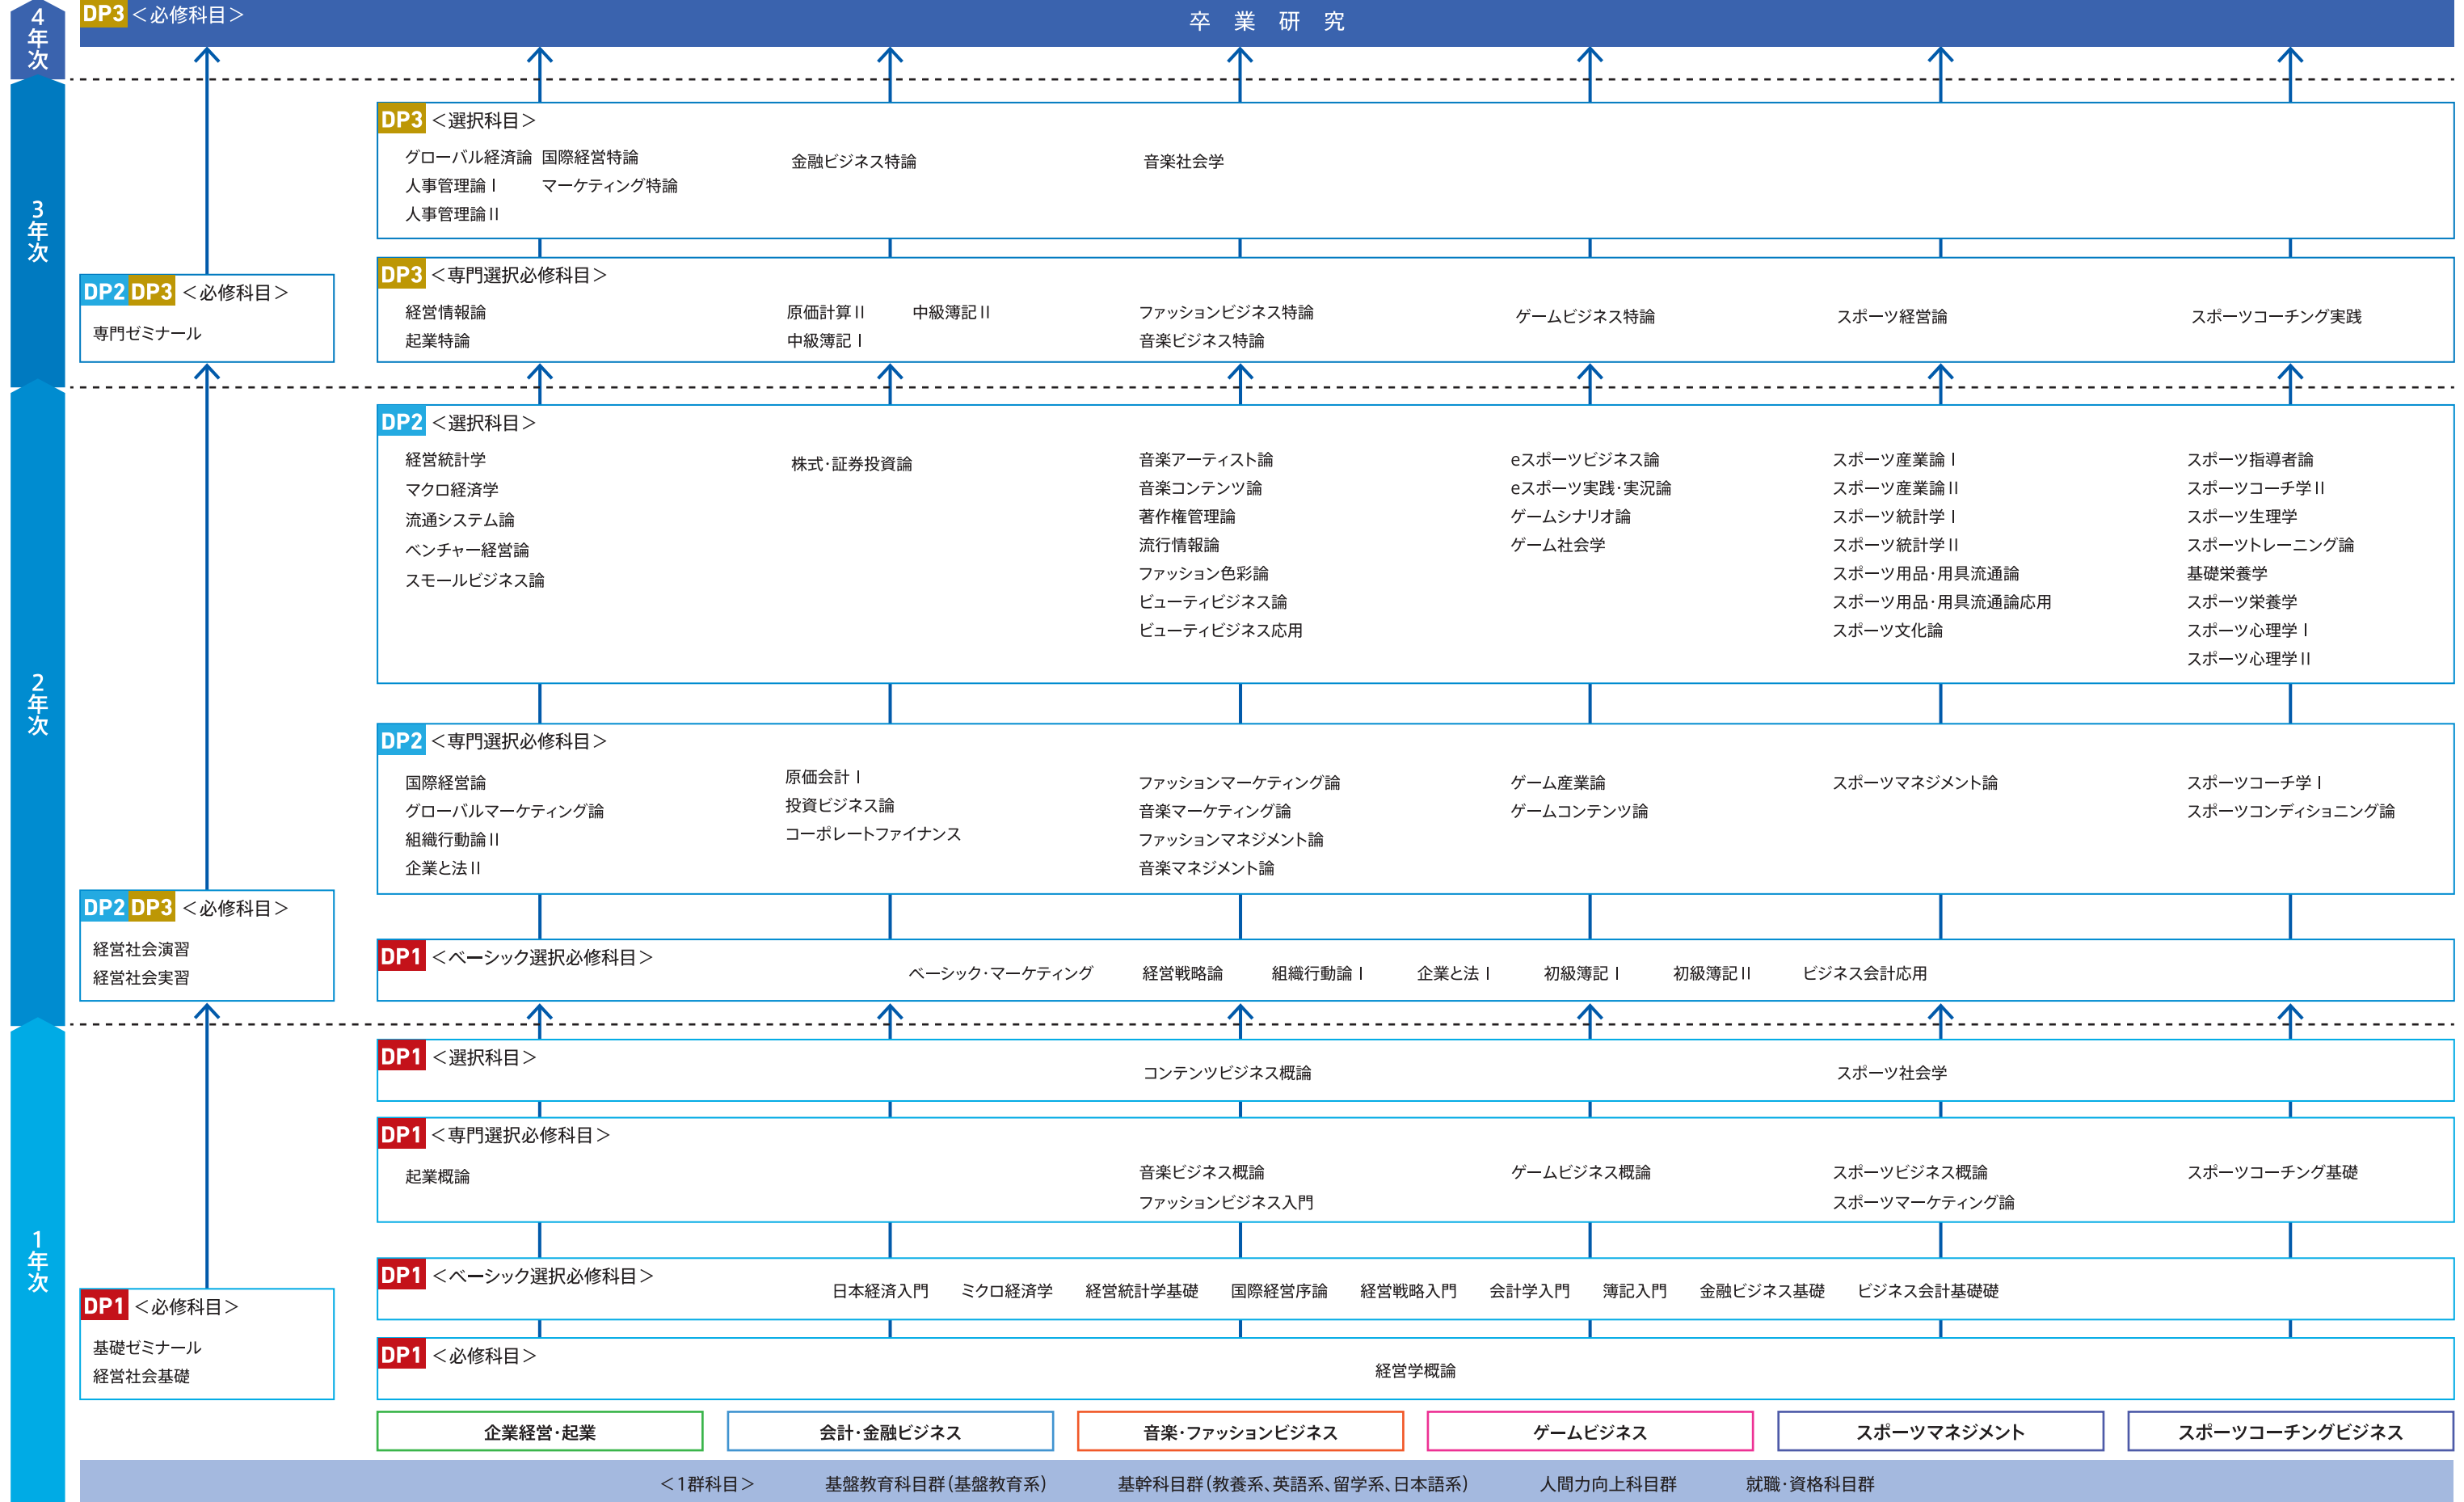 4年次
DP3 ＜必修科目＞
卒業研究
3年次
DP3 ＜選択科目＞
グローバル経済論 国際経営特論
人事管理論Ⅰ マーケティング特論
人事管理論Ⅱ
金融ビジネス特論
音楽社会学
DP3 ＜専門選択必修科目＞
経営情報論
起業特論
原価計算Ⅱ 中級簿記Ⅱ
中級簿記Ⅰ
ファッションビジネス特論
音楽ビジネス特論
ゲームビジネス特論
スポーツ経営論
スポーツコーチング実践
DP2 DP3 ＜必修科目＞
専門ゼミナール
2年次
DP2 ＜選択科目＞
経営統計学
マクロ経済学
流通システム論
ベンチャー経営論
スモールビジネス論
株式・証券投資論
音楽アーティスト論
音楽コンテンツ論
著作権管理論
流行情報論
ファッション色彩論
ビューティビジネス論
ビューティビジネス応用
eスポーツビジネス論
eスポーツ実践・実況論
ゲームシナリオ論
ゲーム社会学
スポーツ産業論Ⅰ
スポーツ産業論Ⅱ
スポーツ統計学Ⅰ
スポーツ統計学Ⅱ
スポーツ用品・用具流通論
スポーツ用品・用具流通論応用
スポーツ文化論
スポーツ指導者論
スポーツコーチ学Ⅱ
スポーツ生理学
スポーツトレーニング論
基礎栄養学
スポーツ栄養学
スポーツ心理学Ⅰ
スポーツ心理学Ⅱ
DP2 ＜専門選択必修科目＞
国際経営論
グローバルマーケティング論
組織行動論Ⅱ
企業と法Ⅱ
原価会計Ⅰ
投資ビジネス論
コーポレートファイナンス
ファッションマーケティング論
音楽マーケティング論
ファッションマネジメント論
音楽マネジメント論
ゲーム産業論
ゲームコンテンツ論
スポーツマネジメント論
スポーツコーチ学Ⅰ
スポーツコンディショニング論
DP2 DP3 ＜必修科目＞
経営社会演習
経営社会実習
DP1 ＜ベーシック選択必修科目＞
ベーシック・マーケティング 経営戦略論 組織行動論Ⅰ 企業と法Ⅰ 初級簿記Ⅰ 初級簿記Ⅱ ビジネス会計応用
1年次
DP1 ＜選択科目＞
コンテンツビジネス概論
スポーツ社会学
DP1 ＜専門選択必修科目＞
起業概論
音楽ビジネス概論
ファッションビジネス入門
ゲームビジネス概論
スポーツビジネス概論
スポーツマーケティング論
スポーツコーチング基礎
DP1 ＜ベーシック選択必修科目＞
日本経済入門 ミクロ経済学 経営統計学基礎 国際経営序論 経営戦略入門 会計学入門 簿記入門 金融ビジネス基礎 ビジネス会計基礎礎
DP1 ＜必修科目＞
基礎ゼミナール
経営社会基礎
DP1 ＜必修科目＞
経営学概論
企業経営・起業
会計・金融ビジネス
音楽・ファッションビジネス
ゲームビジネス
スポーツマネジメント
スポーツコーチングビジネス
＜1群科目＞ 基盤教育科目群（基盤教育系） 基幹科目群（教養系、英語系、留学系、日本語系） 人間力向上科目群 就職・資格科目群